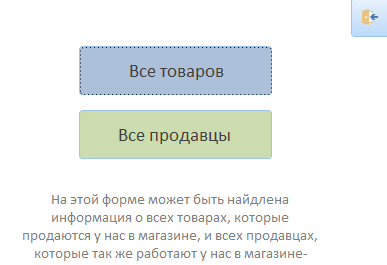 Все товаров
Все продавцы
На этой форме может быть найдлена
информация о всех товарах, которые
продаются у нас в магазине, и всех продавцах,
которые так же работают у нас в магазине-